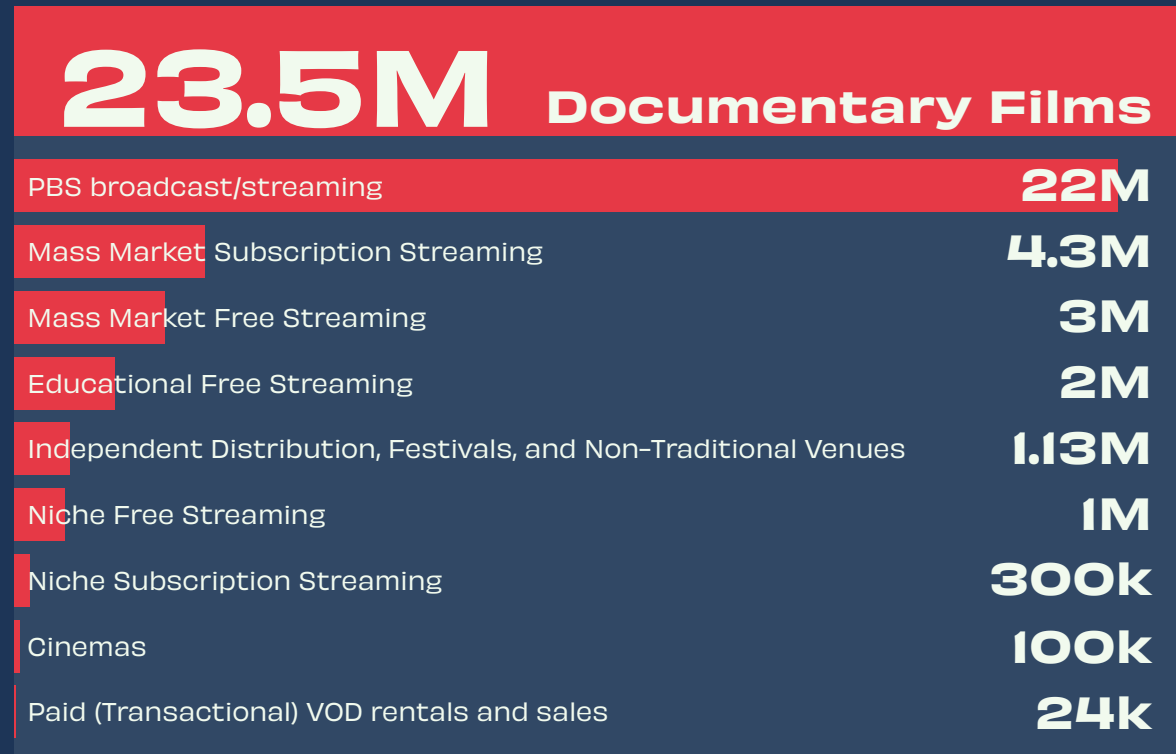 23.5M Documentary Films
PBS broadcast/streaming 22M
Mass Market Subscription Streaming 4.3M
Mass Market Free Streaming 3M
Educational Free Streaming 2M
Independent Distribution, Festivals, and Non-Traditional Venues 1.13M
Niche Free Streaming 1M
Niche Subscription Streaming 300k
Cinemas 100k
Paid (Transactional) VOD rentals and sales 24k